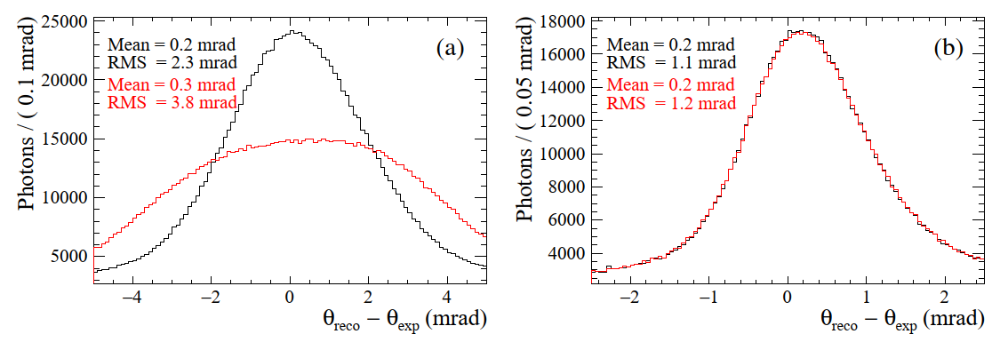 Photons / ( 0.1 mrad)
25000
20000
15000
10000
5000
Mean = 0.2 mrad
RMS = 2.3 mrad
Mean = 0.3 mrad
RMS = 3.8 mrad
(a)
−4 −2 0 2 4
θreco − θexp (mrad)
Photons / ( 0.05 mrad)
18000
16000
14000
12000
10000
8000
6000
4000
Mean = 0.2 mrad
RMS = 1.1 mrad
Mean = 0.2 mrad
RMS = 1.2 mrad
(b)
−2 −1 0 1 2
θreco − θexp (mrad)